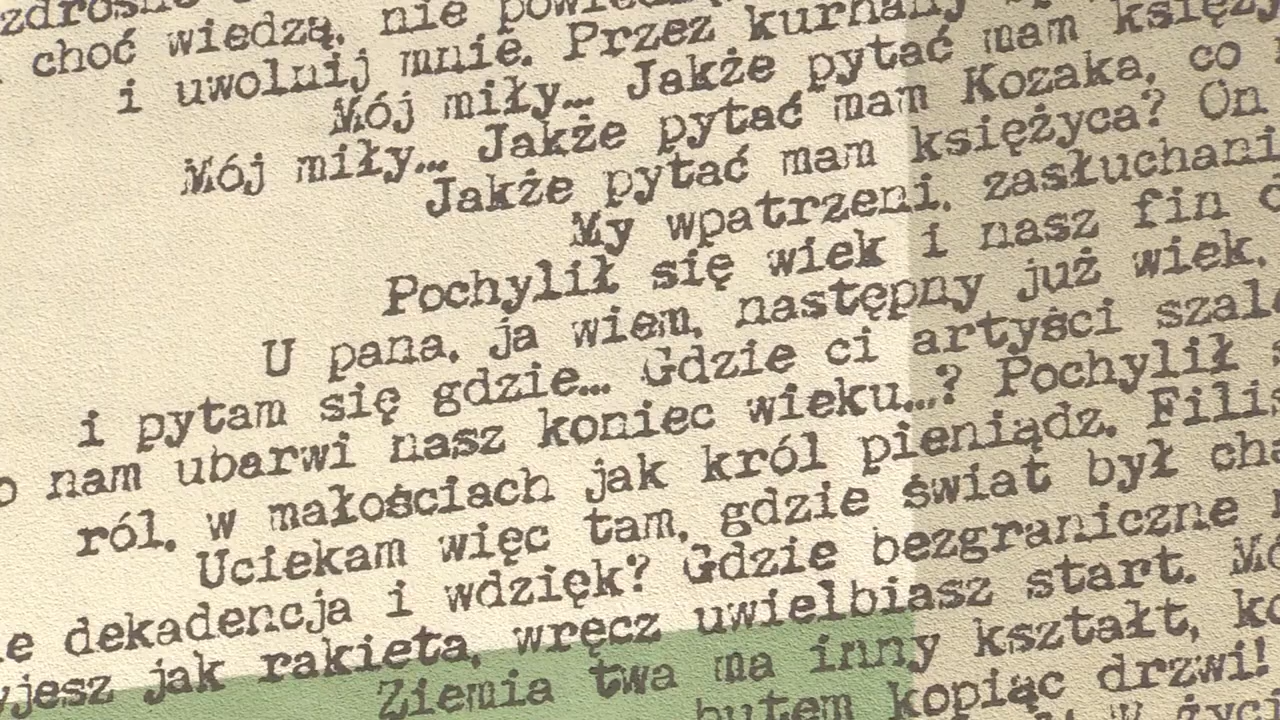 choć wiedzą, nie
i uwolnij mnie. Przez kurhany
Mój miły... Jakże pytać mam
Mój miły... Jakże pytać mam Kozaka, co
Jakże pytać mam księżyca? On
My wpatrzeni, zasłuchani
Pochylił się wiek i nasz fin
U pana, ja wiem, następny już wiek,
i pytam się gdzie... Gdzie ci artyści
nam ubarwi nasz koniec wieku...? Pochylił
ról, w małościach jak król pieniądz.
Uciekam więc tam, gdzie świat był
dekadencja i wdzięk? Gdzie bezgraniczne
jak rakieta, wręcz uwielbiasz start.
Ziemia twa ma inny kształt,
butem kopiąc drzwi!